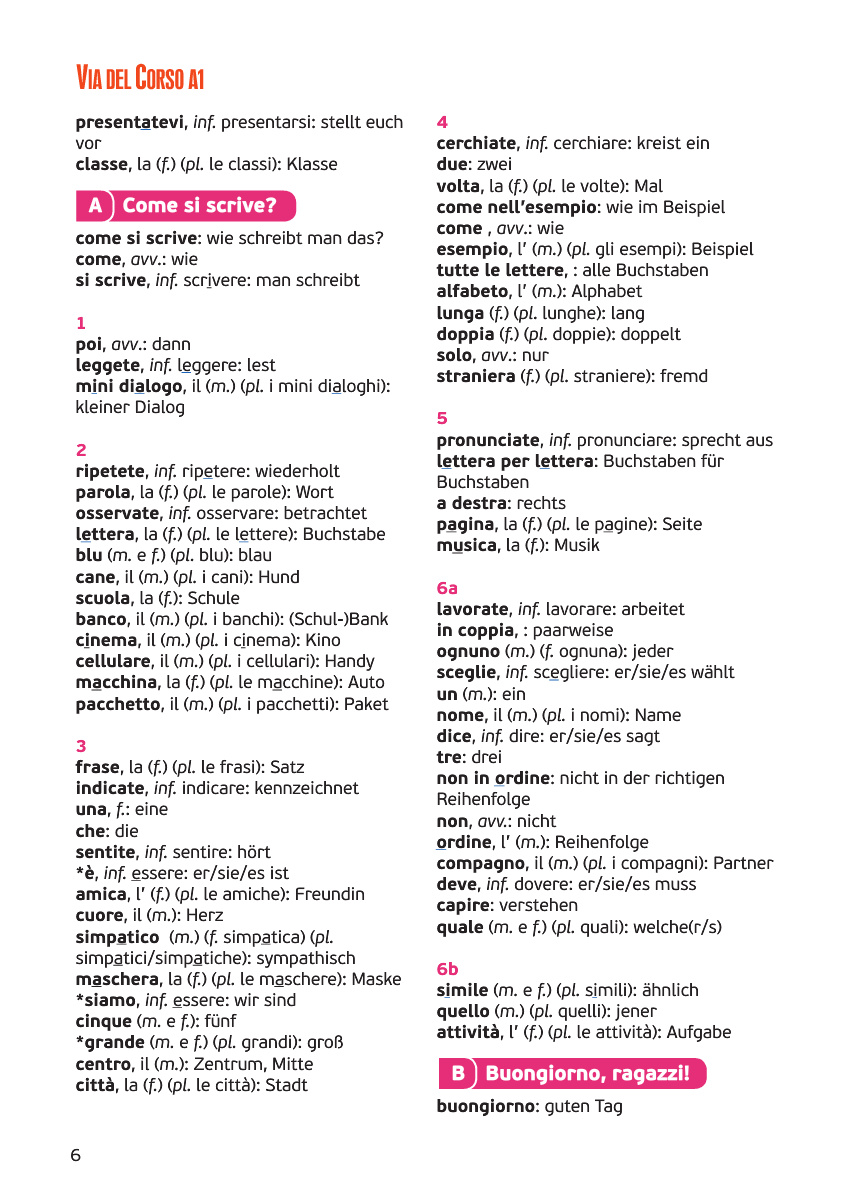 VIA DEL CORSO A1
presentatevi, inf. presentarsi: stellt euch
vor
classe, la (f.) (pl. le classi): Klasse
A Come si scrive?
come si scrive: wie schreibt man das?
come, avv.: wie
si scrive, inf. scrivere: man schreibt
1
poi, avv.: dann
leggete, inf. leggere: lest
mini dialogo, il (m.) (pl. i mini dialoghi):
kleiner Dialog
2
ripetete, inf. ripetere: wiederholt
parola, la (f.) (pl. le parole): Wort
osservate, inf. osservare: betrachtet
lettera, la (f.) (pl. le lettere): Buchstabe
blu (m. e f.) (pl. blu): blau
cane, il (m.) (pl. i cani): Hund
scuola, la (f.): Schule
banco, il (m.) (pl. i banchi): (Schul-)Bank
cinema, il (m.) (pl. i cinema): Kino
cellulare, il (m.) (pl. i cellulari): Handy
macchina, la (f.) (pl. le macchine): Auto
pacchetto, il (m.) (pl. i pacchetti): Paket
3
frase, la (f.) (pl. le frasi): Satz
indicate, inf. indicare: kennzeichnet
una, f.: eine
che: die
sentite, inf. sentire: hört
*è, inf. essere: er/sie/es ist
amica, l’ (f.) (pl. le amiche): Freundin
cuore, il (m.): Herz
simpatico (m.) (f. simpatica) (pl.
simpatici/simpatiche): sympathisch
maschera, la (f.) (pl. le maschere): Maske
*siamo, inf. essere: wir sind
cinque (m. e f.): fünf
*grande (m. e f.) (pl. grandi): groß
centro, il (m.): Zentrum, Mitte
città, la (f.) (pl. le città): Stadt
4
cerchiate, inf. cerchiare: kreist ein
due: zwei
volta, la (f.) (pl. le volte): Mal
come nell’esempio: wie im Beispiel
come , avv.: wie
esempio, l’ (m.) (pl. gli esempi): Beispiel
tutte le lettere, : alle Buchstaben
alfabeto, l’ (m.): Alphabet
lunga (f.) (pl. lunghe): lang
doppia (f.) (pl. doppie): doppelt
solo, avv.: nur
straniera (f.) (pl. straniere): fremd
5
pronunciate, inf. pronunciare: sprecht aus
lettera per lettera: Buchstaben für
Buchstaben
a destra: rechts
pagina, la (f.) (pl. le pagine): Seite
musica, la (f.): Musik
6a
lavorate, inf. lavorare: arbeitet
in coppia, : paarweise
ognuno (m.) (f. ognuna): jeder
sceglie, inf. scegliere: er/sie/es wählt
un (m.): ein
nome, il (m.) (pl. i nomi): Name
dice, inf. dire: er/sie/es sagt
tre: drei
non in ordine: nicht in der richtigen
Reihenfolge
non, avv.: nicht
ordine, l’ (m.): Reihenfolge
compagno, il (m.) (pl. i compagni): Partner
deve, inf. dovere: er/sie/es muss
capire: verstehen
quale (m. e f.) (pl. quali): welche(r/s)
6b
simile (m. e f.) (pl. simili): ähnlich
quello (m.) (pl. quelli): jener
attività, l’ (f.) (pl. le attività): Aufgabe
B Buongiorno, ragazzi!
buongiorno: guten Tag
6